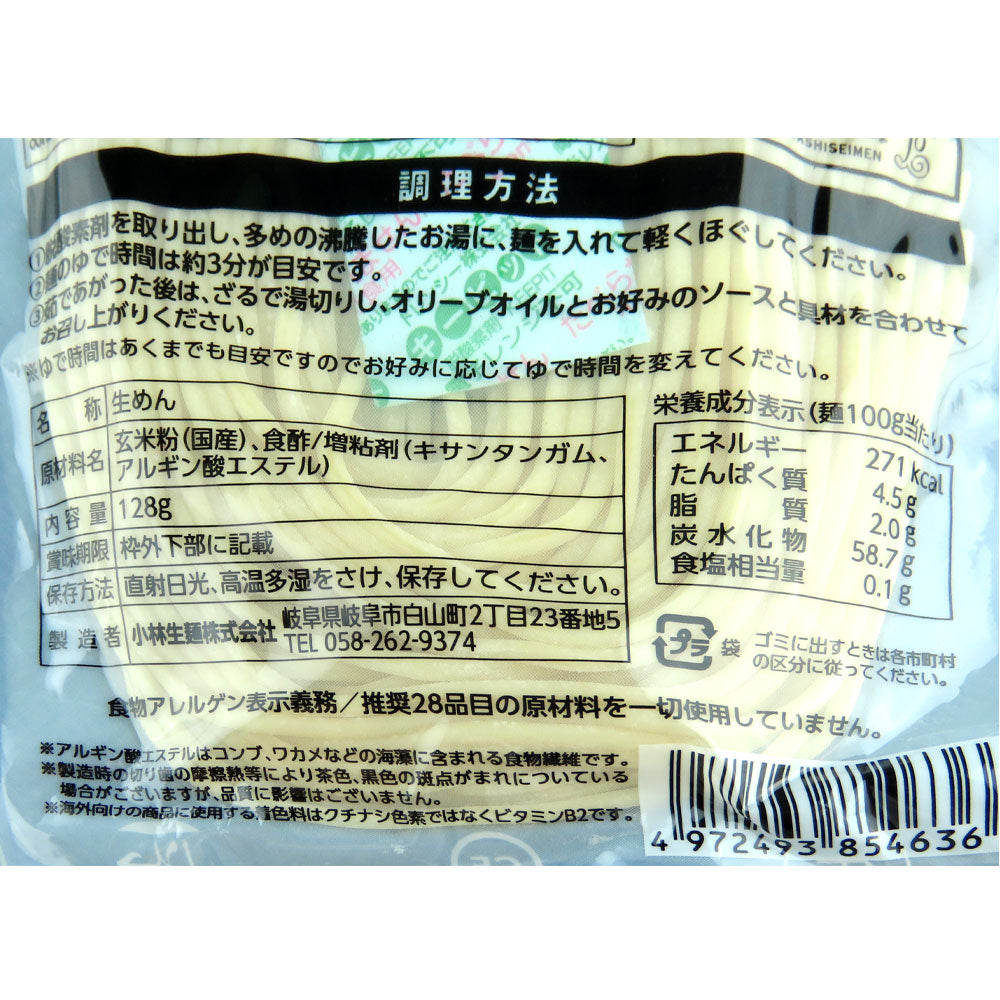 ASHISEIMEN
調理方法
①脱酸素剤を取り出し、多めの沸騰したお湯に、麺を入れて軽くほぐしてください。
②麺のゆで時間は約3分が目安です。
③茹であがった後は、ざるで湯切りし、オリーブオイルとお好みのソースと具材を合わせて
お召し上がりください。
※ゆで時間はあくまでも目安ですのでお好みに応じてゆで時間を変えてください。
名称 生めん
原材料名 玄米粉(国産)、食酢/増粘剤(キサンタンガム、
アルギン酸エステル)
内容量 128g
賞味期限 枠外下部に記載
保存方法 直射日光、高温多湿をさけ、保存してください。
製造者 小林生麺株式会社 岐阜県岐阜市白山町2丁目23番地5
TEL 058-262-9374
栄養成分表示(麺100g当たり)
エネルギー 271kcal
たんぱく質 4.5g
脂質 2.0g
炭水化物 58.7g
食塩相当量 0.1g
プラ 袋 ゴミに出すときは各市町村
の区分に従ってください。
食物アレルゲン表示義務/推奨28品目の原材料を一切使用していません。
※アルギン酸エステルはコンブ、ワカメなどの海藻に含まれる食物繊維です。
※製造時の切り歯の摩擦熱等により茶色、黒色の斑点がまれについている
場合がございますが、品質に影響はございません。
※海外向けの商品に使用する着色料はクチナシ色素ではなくビタミンB2です。
4 972493 854636